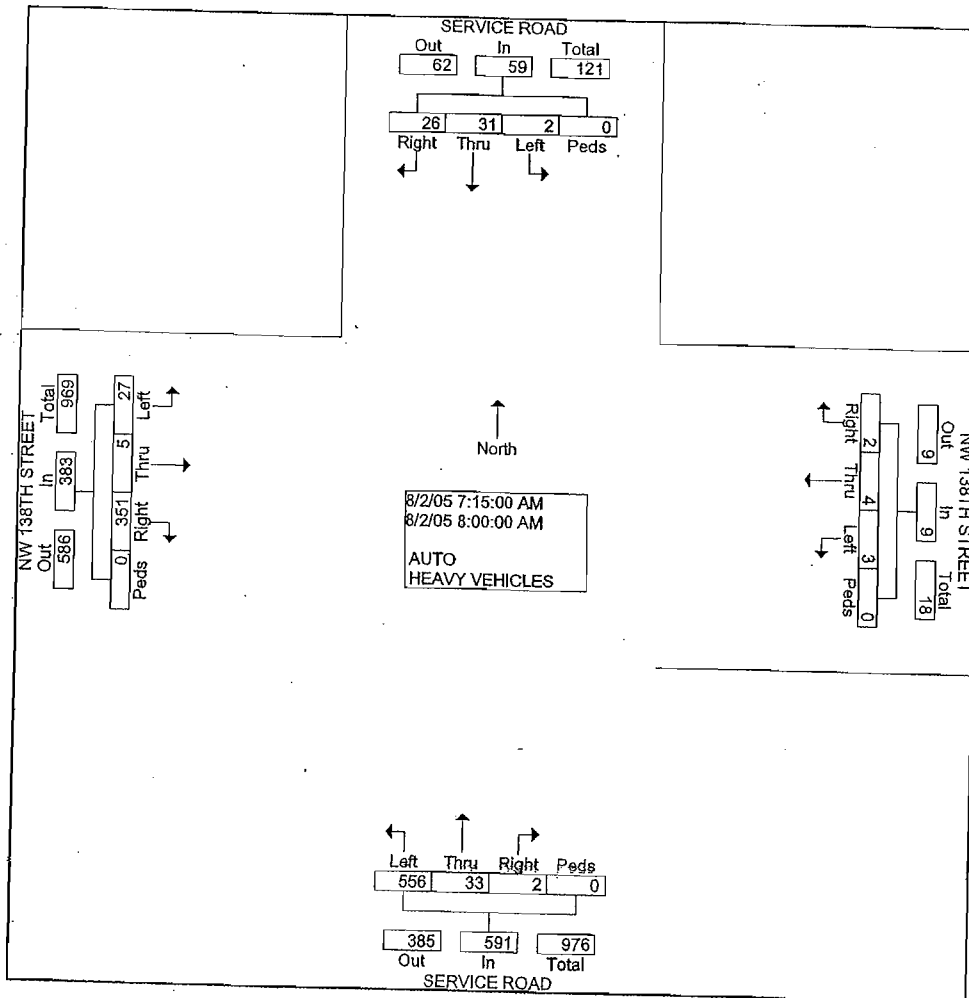 SERVICE ROAD
Out In Total
62 59 121
26 31 2 0
Right Thru Left Peds
NW 138TH STREET
Total In Out
969 383 586
27 5 351 0
Left Thru Right Peds
North
8/2/05 7:15:00 AM
8/2/05 8:00:00 AM
AUTO
HEAVY VEHICLES
Right Thru Left Peds
2 4 3 0
Out In Total
9 9 18
NW 138TH STREET
Left Thru Right Peds
556 33 2 0
385 591 976
Out In Total
SERVICE ROAD